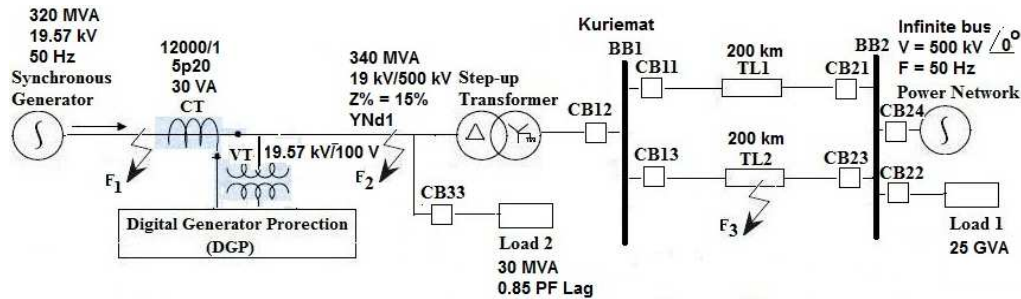 320 MVA
19.57 kV
50 Hz
Synchronous
Generator
12000/1
5p20
30 VA
CT
F1
VT
19.57 kV/100 V
Digital Generator Prorection
(DGP)
340 MVA
19 kV/500 kV
Z% = 15%
YNd1
F2
CB33
Load 2
30 MVA
0.85 PF Lag
Step-up
Transformer
CB12
Kuriemat
BB1
CB11
200 km
TL1
CB21
CB13
200 km
TL2
CB23
F3
BB2
Infinite bus
V = 500 kV /0°
F = 50 Hz
Power Network
CB24
CB22
Load 1
25 GVA